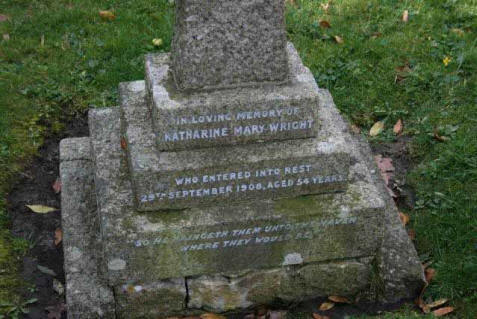 IN LOVING MEMORY OF
KATHARINE MARY WRIGHT
WHO ENTERED INTO REST
29TH SEPTEMBER 1908, AGED 54 YEARS.
"SO HE BRINGETH THEM UNTO THE HAVEN
WHERE THEY WOULD BE."